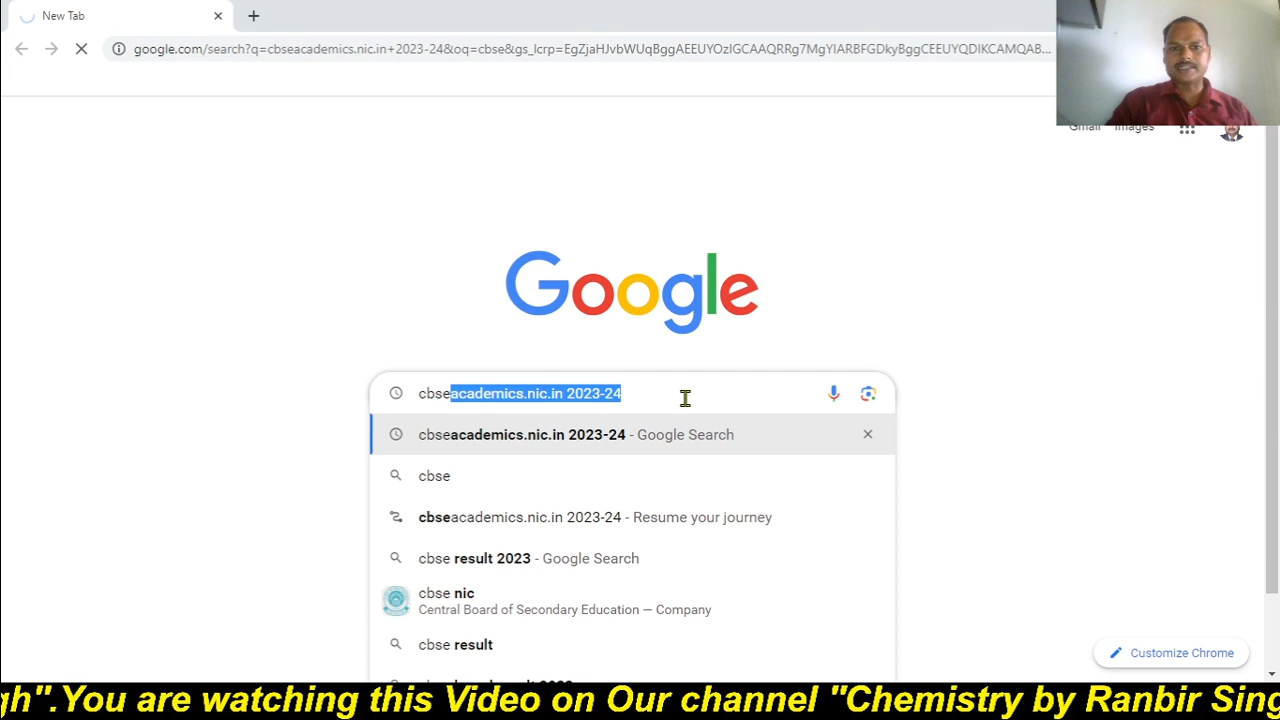 New Tab
google.com/search?q=cbseacademics.nic.in+2023-24&oq=cbse&gs_lcrp=EgZjaHJvbWUqBggAEEUYOzIGCAAQRRg7MgYIARBFGDkyBggCEEUYQDIKCAMQAB...
Gmail Images
Google
cbseacademics.nic.in 2023-24
cbseacademics.nic.in 2023-24 - Google Search
cbse
cbseacademics.nic.in 2023-24 - Resume your journey
cbse result 2023 - Google Search
cbse nic
Central Board of Secondary Education — Company
cbse result
Customize Chrome
gh".You are watching this Video on Our channel "Chemistry by Ranbir Sing